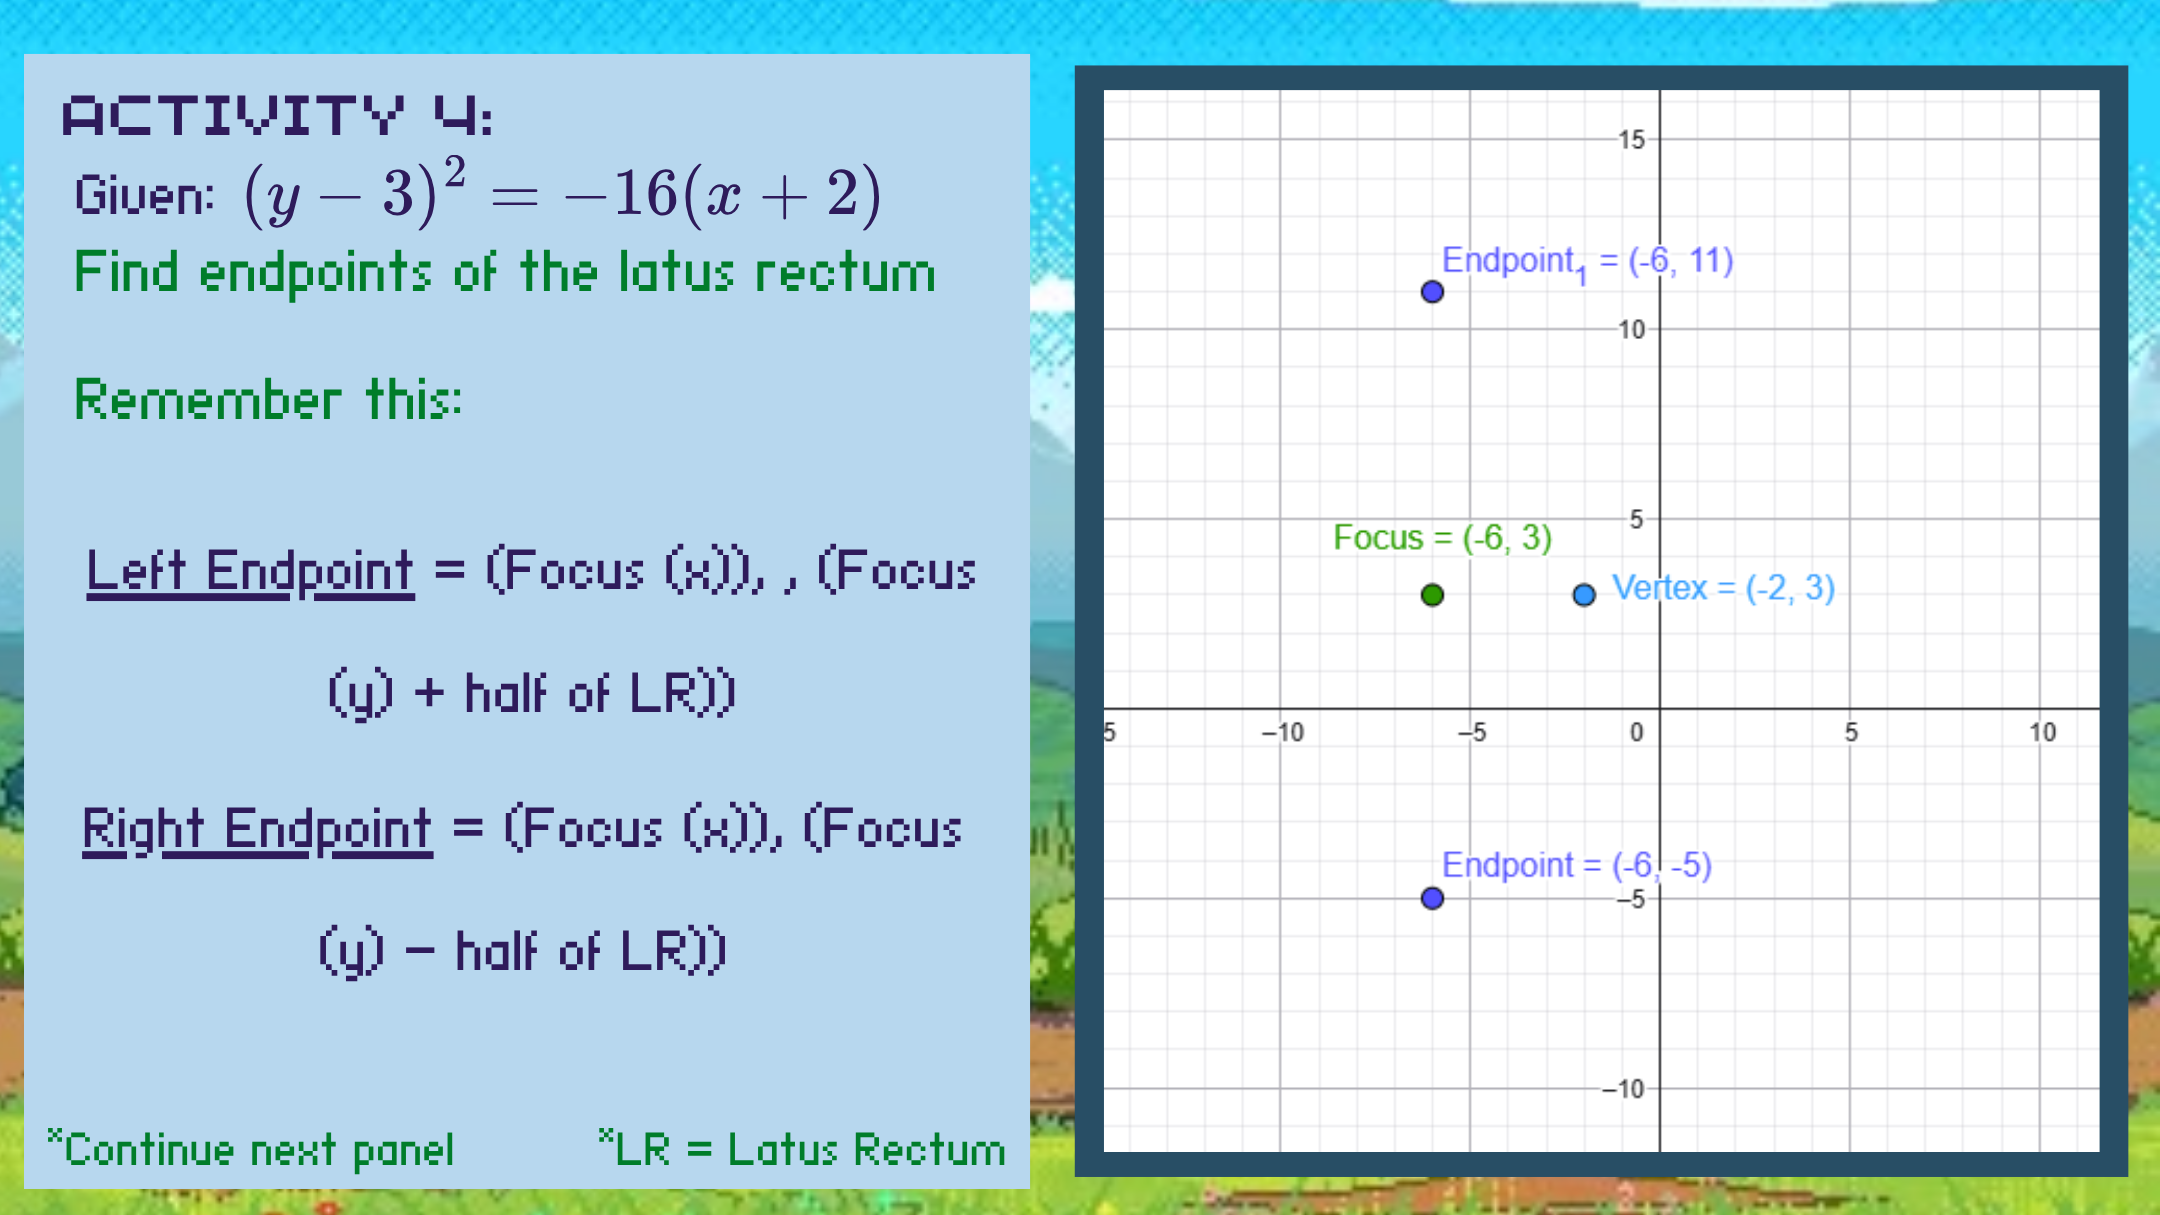 ACTIVITY 4:
Given: (y − 3)² = −16(x + 2)
Find endpoints of the latus rectum
Remember this:
Left Endpoint = (Focus (x)), , (Focus
(y) + half of LR))
Right Endpoint = (Focus (x)), (Focus
(y) − half of LR))
*Continue next panel
*LR = Latus Rectum
15
Endpoint₁ = (-6, 11)
10
5
Focus = (-6, 3)
Vertex = (-2, 3)
5 −10 −5 0 5 10
Endpoint = (-6, -5)
−5
−10